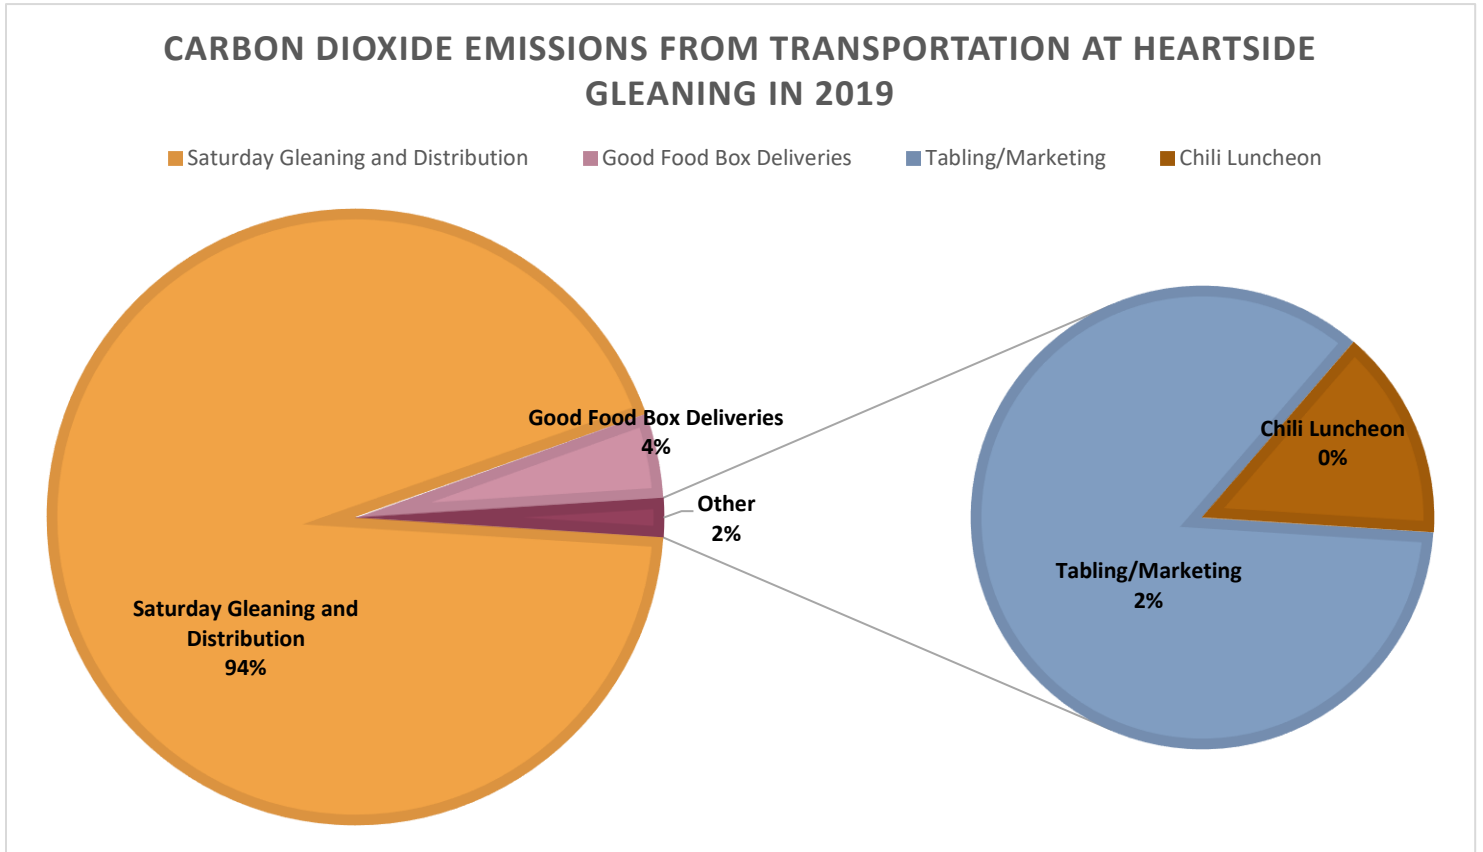 CARBON DIOXIDE EMISSIONS FROM TRANSPORTATION AT HEARTSIDE
GLEANING IN 2019
Saturday Gleaning and Distribution
Good Food Box Deliveries
Tabling/Marketing
Chili Luncheon
Good Food Box Deliveries
4%
Other
2%
Saturday Gleaning and
Distribution
94%
Chili Luncheon
0%
Tabling/Marketing
2%